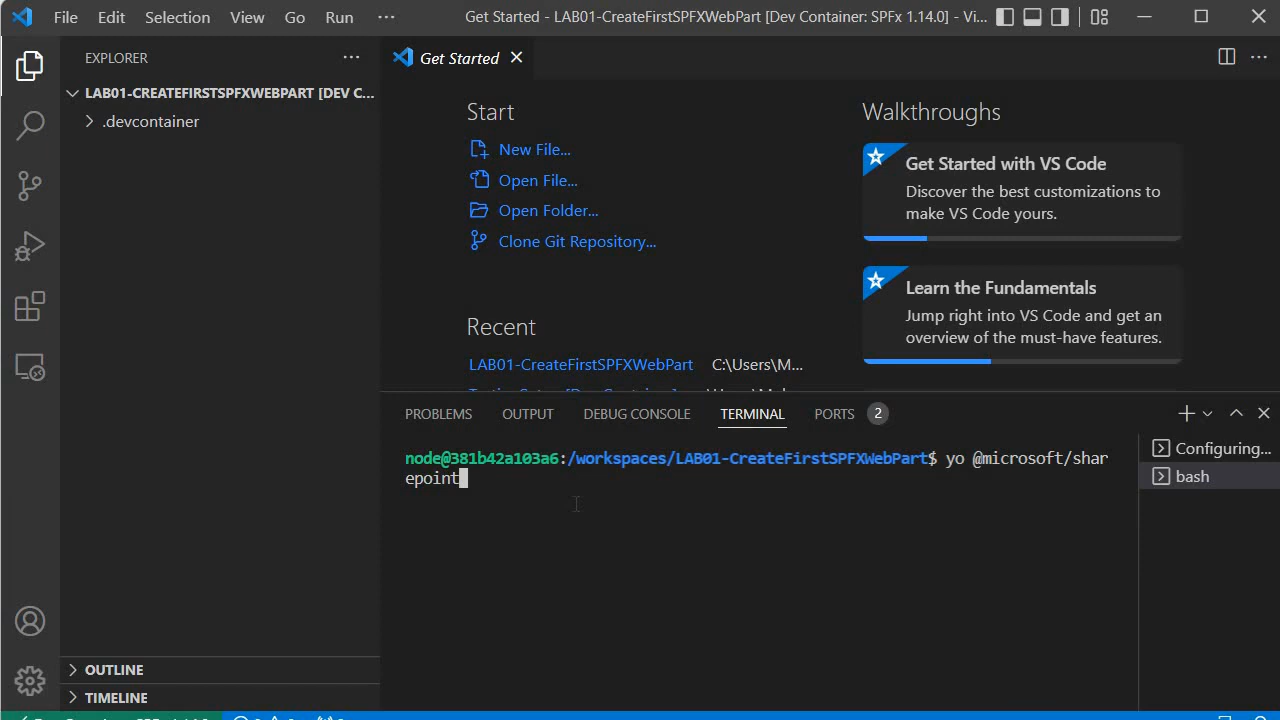 File Edit Selection View Go Run ··· Get Started - LAB01-CreateFirstSPFXWebPart [Dev Container: SPFx 1.14.0] - Vi...
EXPLORER
Get Started
LAB01-CREATEFIRSTSPFXWEBPART [DEV C...
.devcontainer
Start
New File...
Open File...
Open Folder...
Clone Git Repository...
Recent
LAB01-CreateFirstSPFXWebPart C:\Users\M...
Walkthroughs
Get Started with VS Code
Discover the best customizations to
make VS Code yours.
Learn the Fundamentals
Jump right into VS Code and get an
overview of the must-have features.
PROBLEMS OUTPUT DEBUG CONSOLE TERMINAL PORTS 2
node@381b42a103a6:/workspaces/LAB01-CreateFirstSPFXWebPart$ yo @microsoft/shar
epoint
Configuring...
bash
OUTLINE
TIMELINE